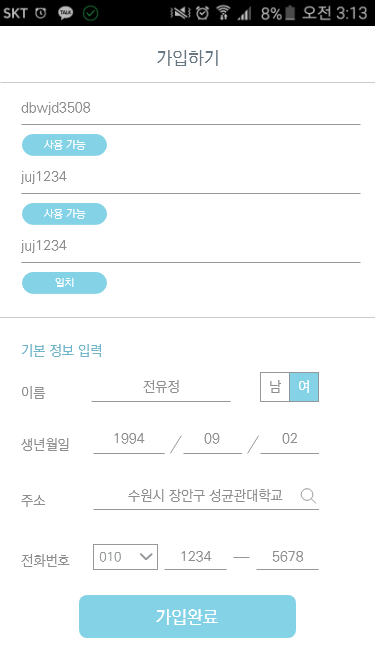 SKT TALK 8% 오전 3:13
가입하기
dbwjd3508
사용 가능
juj1234
사용 가능
juj1234
일치
기본 정보 입력
이름 전유정 남 여
생년월일 1994 / 09 / 02
주소 수원시 장안구 성균관대학교
전화번호 010 1234 — 5678
가입완료